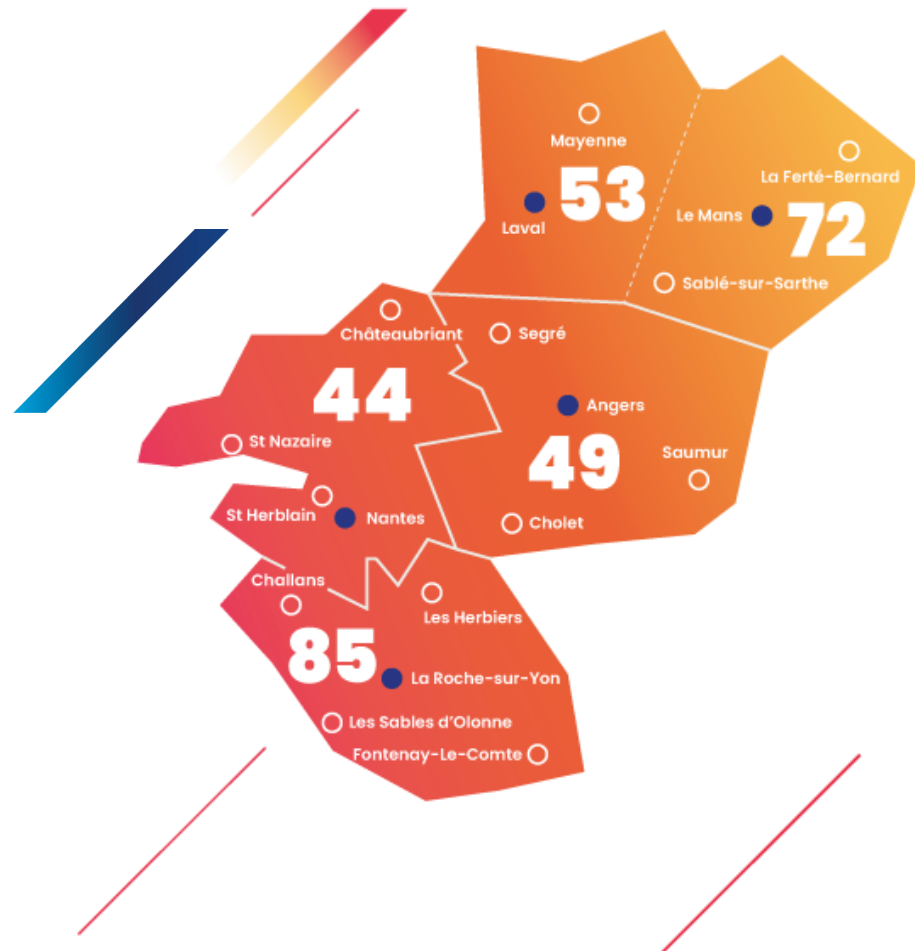 Mayenne
53
Laval
La Ferté-Bernard
Le Mans
72
Sablé-sur-Sarthe
Châteaubriant
44
St Nazaire
St Herblain
Nantes
Segré
Angers
49
Saumur
Cholet
Challans
Les Herbiers
85
La Roche-sur-Yon
Les Sables d'Olonne
Fontenay-Le-Comte